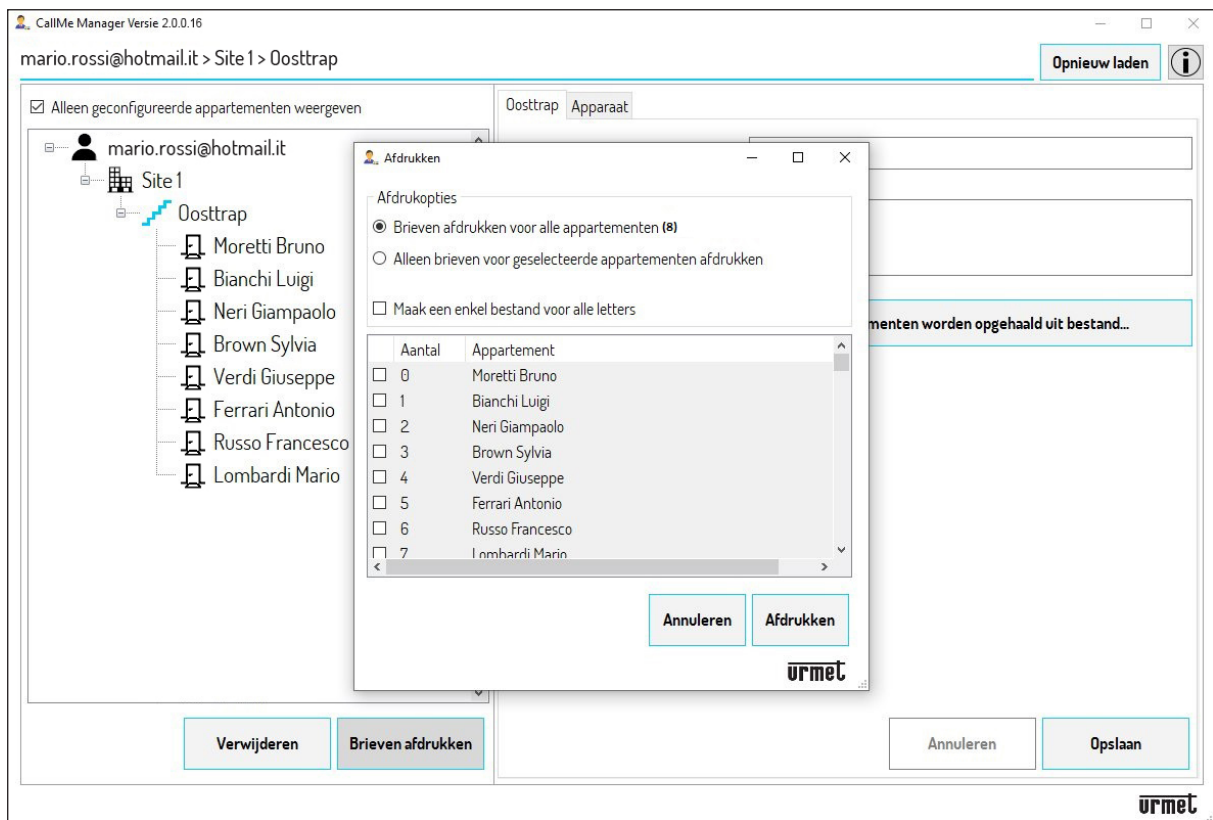 CallMe Manager Versie 2.0.0.16
mario.rossi@hotmail.it > Site 1 > Oosttrap
Opnieuw laden
Alleen geconfigureerde appartementen weergeven
mario.rossi@hotmail.it
Site 1
Oosttrap
Moretti Bruno
Bianchi Luigi
Neri Giampaolo
Brown Sylvia
Verdi Giuseppe
Ferrari Antonio
Russo Francesco
Lombardi Mario
Verwijderen
Brieven afdrukken
Oosttrap Apparaat
menten worden opgehaald uit bestand...
Annuleren
Opslaan
Afdrukken
Afdrukopties
Brieven afdrukken voor alle appartementen (8)
Alleen brieven voor geselecteerde appartementen afdrukken
Maak een enkel bestand voor alle letters
Aantal Appartement
0 Moretti Bruno
1 Bianchi Luigi
2 Neri Giampaolo
3 Brown Sylvia
4 Verdi Giuseppe
5 Ferrari Antonio
6 Russo Francesco
7 Lombardi Mario
Annuleren
Afdrukken
urmet
urmet